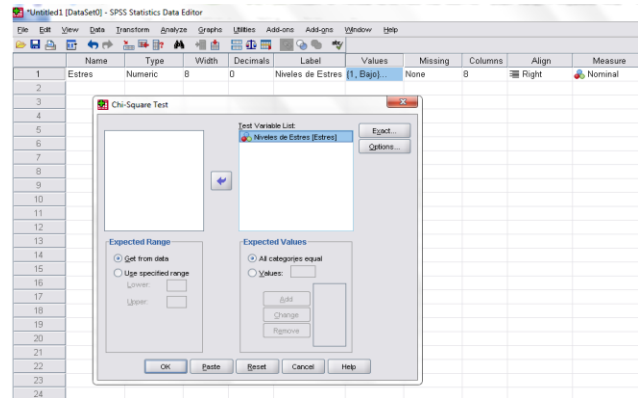 *Untitled1 [DataSet0] - SPSS Statistics Data Editor
File Edit View Data Transform Analyze Graphs Utilities Add-ons Add-gns Window Help
Name Type Width Decimals Label Values Missing Columns Align Measure
1 Estres Numeric 8 0 Niveles de Estres {1, Bajo}... None 8 Right Nominal
2
3
4
5
6
7
8
9
10
11
12
13
14
15
16
17
18
19
20
21
22
23
24
Chi-Square Test
Test Variable List:
Niveles de Estres [Estres]
Exact...
Options...
Expected Range
Get from data
Use specified range
Lower:
Upper:
Expected Values
All categories equal
Values:
Add
Change
Remove
OK Paste Reset Cancel Help